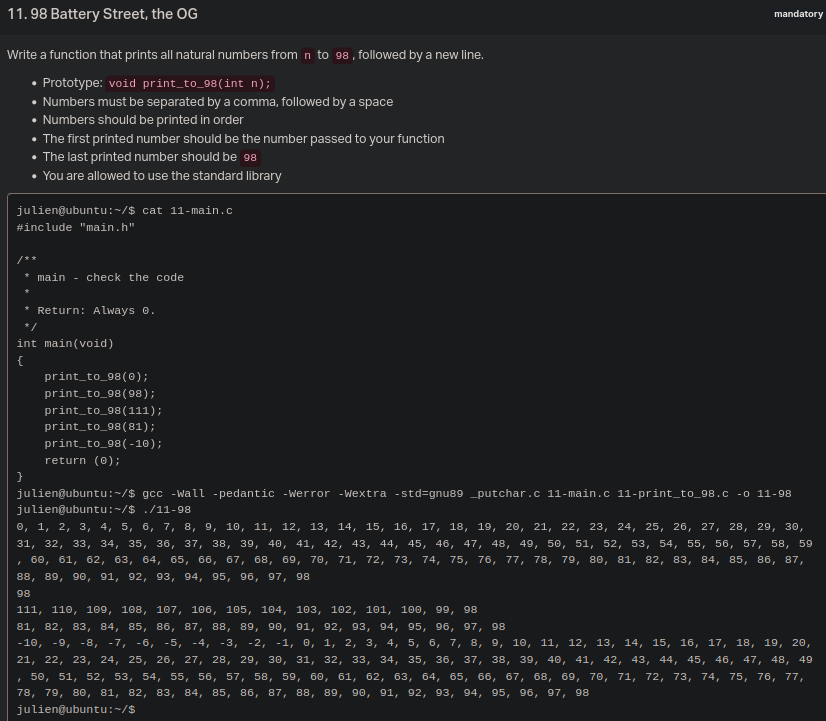 11. 98 Battery Street, the OG
mandatory
Write a function that prints all natural numbers from n to 98, followed by a new line.
• Prototype: void print_to_98(int n);
• Numbers must be separated by a comma, followed by a space
• Numbers should be printed in order
• The first printed number should be the number passed to your function
• The last printed number should be 98
• You are allowed to use the standard library
julien@ubuntu:~/$ cat 11-main.c
#include "main.h"

/**
 * main - check the code
 *
 * Return: Always 0.
 */
int main(void)
{
    print_to_98(0);
    print_to_98(98);
    print_to_98(111);
    print_to_98(81);
    print_to_98(-10);
    return (0);
}
julien@ubuntu:~/$ gcc -Wall -pedantic -Werror -Wextra -std=gnu89 _putchar.c 11-main.c 11-print_to_98.c -o 11-98
julien@ubuntu:~/$ ./11-98
0, 1, 2, 3, 4, 5, 6, 7, 8, 9, 10, 11, 12, 13, 14, 15, 16, 17, 18, 19, 20, 21, 22, 23, 24, 25, 26, 27, 28, 29, 30,
31, 32, 33, 34, 35, 36, 37, 38, 39, 40, 41, 42, 43, 44, 45, 46, 47, 48, 49, 50, 51, 52, 53, 54, 55, 56, 57, 58, 59
, 60, 61, 62, 63, 64, 65, 66, 67, 68, 69, 70, 71, 72, 73, 74, 75, 76, 77, 78, 79, 80, 81, 82, 83, 84, 85, 86, 87,
88, 89, 90, 91, 92, 93, 94, 95, 96, 97, 98
98
111, 110, 109, 108, 107, 106, 105, 104, 103, 102, 101, 100, 99, 98
81, 82, 83, 84, 85, 86, 87, 88, 89, 90, 91, 92, 93, 94, 95, 96, 97, 98
-10, -9, -8, -7, -6, -5, -4, -3, -2, -1, 0, 1, 2, 3, 4, 5, 6, 7, 8, 9, 10, 11, 12, 13, 14, 15, 16, 17, 18, 19, 20,
21, 22, 23, 24, 25, 26, 27, 28, 29, 30, 31, 32, 33, 34, 35, 36, 37, 38, 39, 40, 41, 42, 43, 44, 45, 46, 47, 48, 49
, 50, 51, 52, 53, 54, 55, 56, 57, 58, 59, 60, 61, 62, 63, 64, 65, 66, 67, 68, 69, 70, 71, 72, 73, 74, 75, 76, 77,
78, 79, 80, 81, 82, 83, 84, 85, 86, 87, 88, 89, 90, 91, 92, 93, 94, 95, 96, 97, 98
julien@ubuntu:~/$